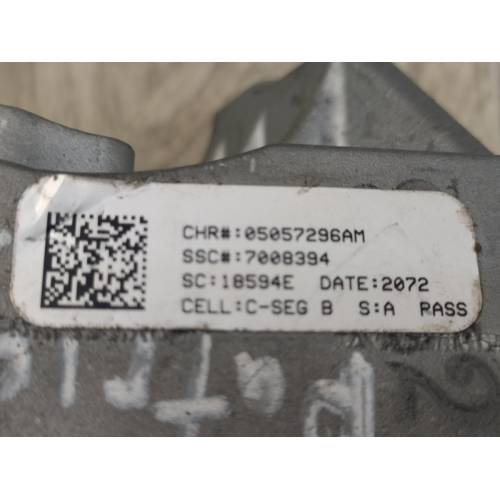 CHR#:05057296AM
SSC#:7008394
SC:18594E DATE:2072
CELL:C-SEG B S:A PASS